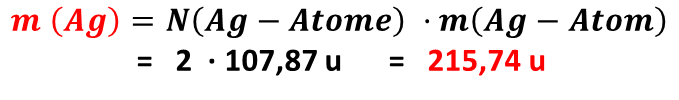 m (Ag) = N(Ag − Atome) · m(Ag − Atom)
= 2 · 107,87 u = 215,74 u